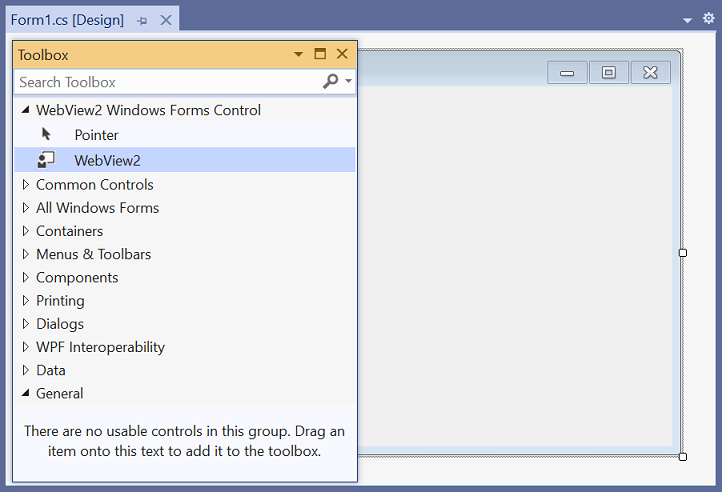 Form1.cs [Design]
Toolbox
Search Toolbox
WebView2 Windows Forms Control
Pointer
WebView2
Common Controls
All Windows Forms
Containers
Menus & Toolbars
Components
Printing
Dialogs
WPF Interoperability
Data
General
There are no usable controls in this group. Drag an
item onto this text to add it to the toolbox.